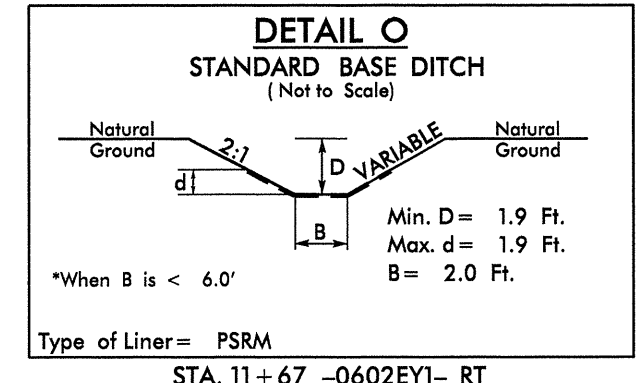 DETAIL O
STANDARD BASE DITCH
( Not to Scale)
Natural
Ground
2:1
D
VARIABLE
Natural
Ground
d
B
Min. D= 1.9 Ft.
Max. d= 1.9 Ft.
B= 2.0 Ft.
*When B is < 6.0'
Type of Liner= PSRM
STA. 11+67 -0602EY1- RT